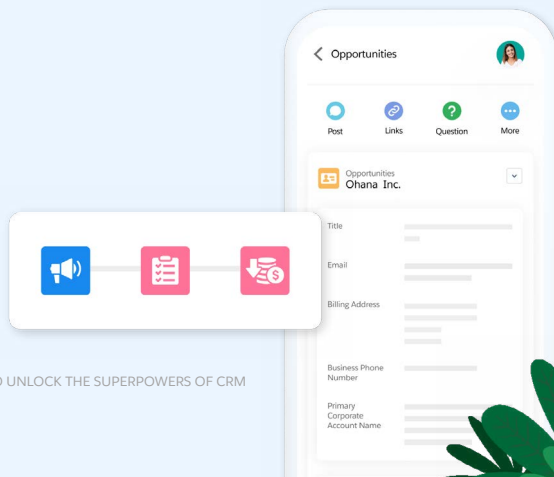 Opportunities
Post
Links
Question
More
Opportunities
Ohana Inc.
Title
Email
Billing Address
Business Phone
Number
Primary
Corporate
Account Name
UNLOCK THE SUPERPOWERS OF CRM